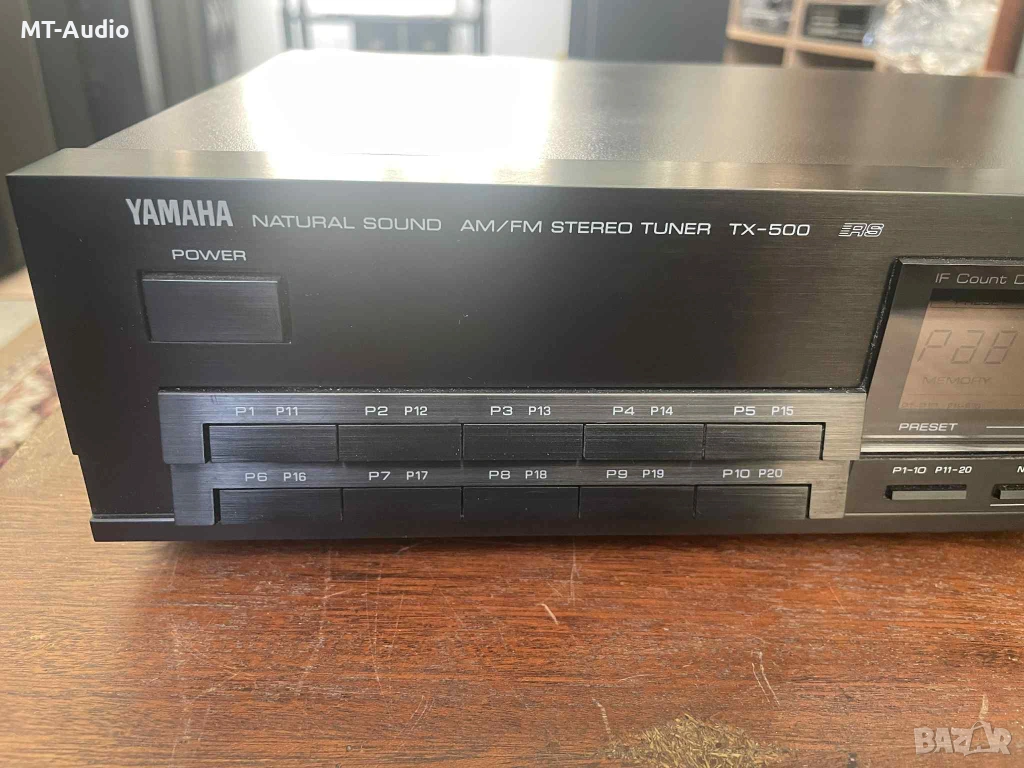 MT-Audio
YAMAHA NATURAL SOUND AM/FM STEREO TUNER TX-500 RS
POWER
IF Count
MEMORY
P1 P11 P2 P12 P3 P13 P4 P14 P5 P15
PRESET
P6 P16 P7 P17 P8 P18 P9 P19 P10 P20
P1-10 P11-20
BAZAR